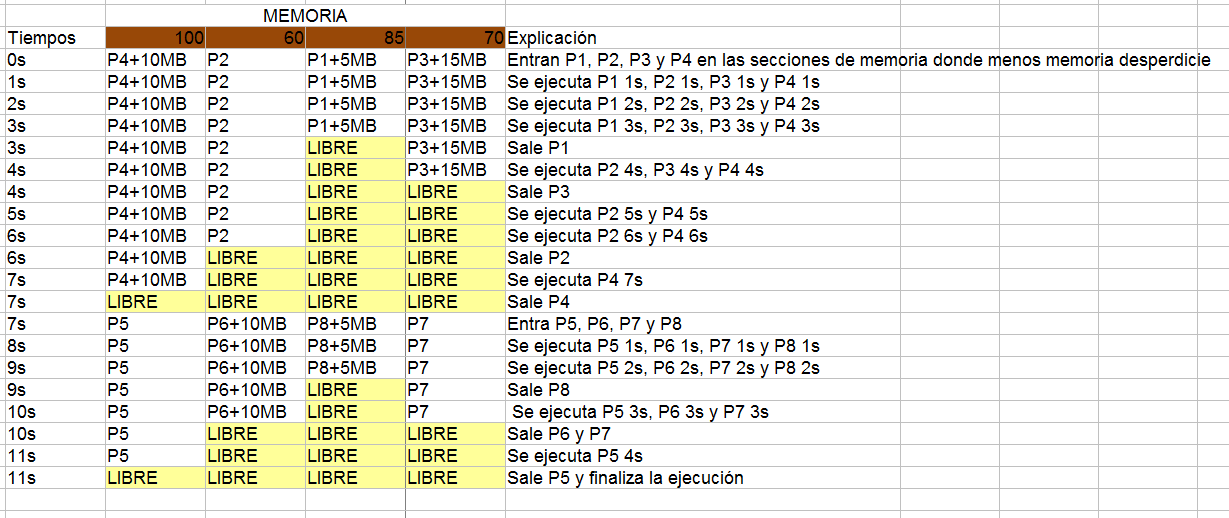 MEMORIA
Tiempos 100 60 85 70 Explicación
0s P4+10MB P2 P1+5MB P3+15MB Entran P1, P2, P3 y P4 en las secciones de memoria donde menos memoria desperdicie
1s P4+10MB P2 P1+5MB P3+15MB Se ejecuta P1 1s, P2 1s, P3 1s y P4 1s
2s P4+10MB P2 P1+5MB P3+15MB Se ejecuta P1 2s, P2 2s, P3 2s y P4 2s
3s P4+10MB P2 P1+5MB P3+15MB Se ejecuta P1 3s, P2 3s, P3 3s y P4 3s
3s P4+10MB P2 LIBRE P3+15MB Sale P1
4s P4+10MB P2 LIBRE P3+15MB Se ejecuta P2 4s, P3 4s y P4 4s
4s P4+10MB P2 LIBRE LIBRE Sale P3
5s P4+10MB P2 LIBRE LIBRE Se ejecuta P2 5s y P4 5s
6s P4+10MB P2 LIBRE LIBRE Se ejecuta P2 6s y P4 6s
6s P4+10MB LIBRE LIBRE LIBRE Sale P2
7s P4+10MB LIBRE LIBRE LIBRE Se ejecuta P4 7s
7s LIBRE LIBRE LIBRE LIBRE Sale P4
7s P5 P6+10MB P8+5MB P7 Entra P5, P6, P7 y P8
8s P5 P6+10MB P8+5MB P7 Se ejecuta P5 1s, P6 1s, P7 1s y P8 1s
9s P5 P6+10MB P8+5MB P7 Se ejecuta P5 2s, P6 2s, P7 2s y P8 2s
9s P5 P6+10MB LIBRE P7 Sale P8
10s P5 P6+10MB LIBRE P7 Se ejecuta P5 3s, P6 3s y P7 3s
10s P5 LIBRE LIBRE LIBRE Sale P6 y P7
11s P5 LIBRE LIBRE LIBRE Se ejecuta P5 4s
11s LIBRE LIBRE LIBRE LIBRE Sale P5 y finaliza la ejecución